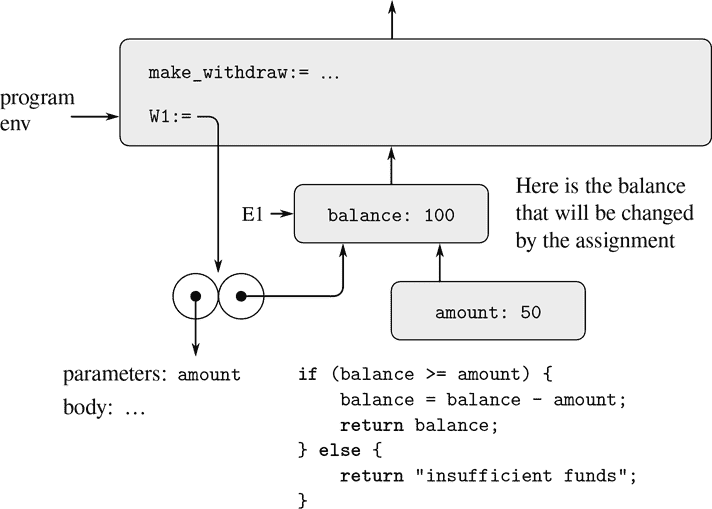 make_withdraw:= ...
program
env
W1:=
Here is the balance
that will be changed
by the assignment
E1
balance: 100
amount: 50
parameters: amount
body: ...
if (balance >= amount) {
balance = balance - amount;
return balance;
} else {
return "insufficient funds";
}